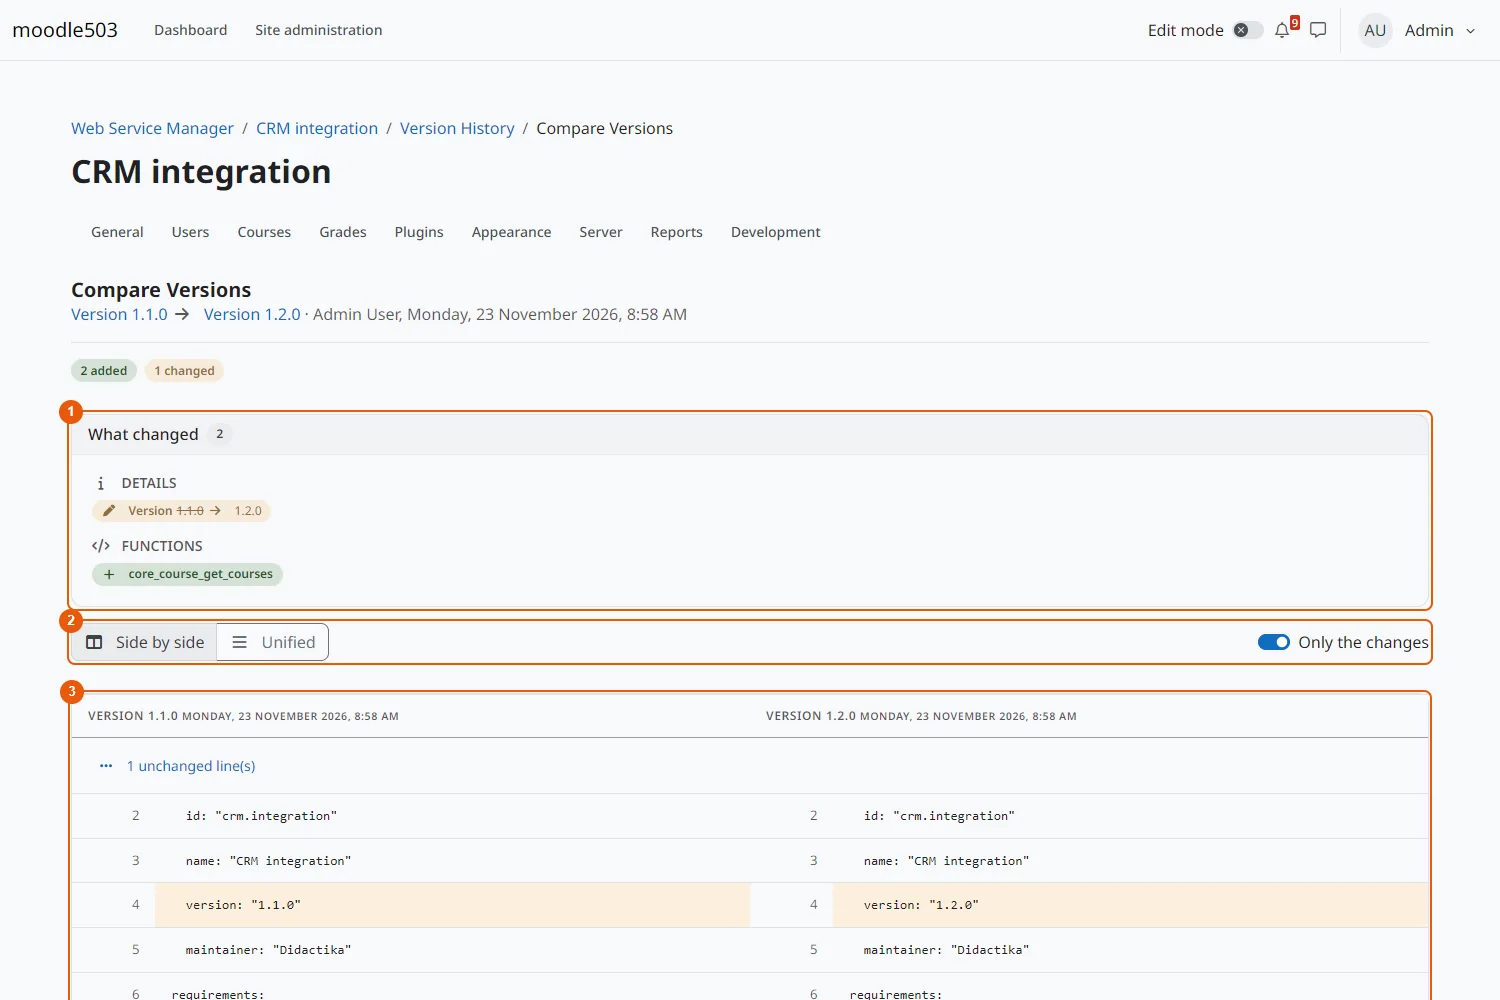 moodle503 Dashboard Site administration Edit mode 9 AU Admin
Web Service Manager / CRM integration / Version History / Compare Versions
CRM integration
General Users Courses Grades Plugins Appearance Server Reports Development
Compare Versions
Version 1.1.0 → Version 1.2.0 · Admin User, Monday, 23 November 2026, 8:58 AM
2 added 1 changed
1
What changed 2
DETAILS
Version 1.1.0 → 1.2.0
</> FUNCTIONS
+ core_course_get_courses
2
Side by side Unified Only the changes
3
VERSION 1.1.0 MONDAY, 23 NOVEMBER 2026, 8:58 AM VERSION 1.2.0 MONDAY, 23 NOVEMBER 2026, 8:58 AM
··· 1 unchanged line(s)
2 id: "crm.integration" 2 id: "crm.integration"
3 name: "CRM integration" 3 name: "CRM integration"
4 version: "1.1.0" 4 version: "1.2.0"
5 maintainer: "Didactika" 5 maintainer: "Didactika"
6 requirements: 6 requirements: